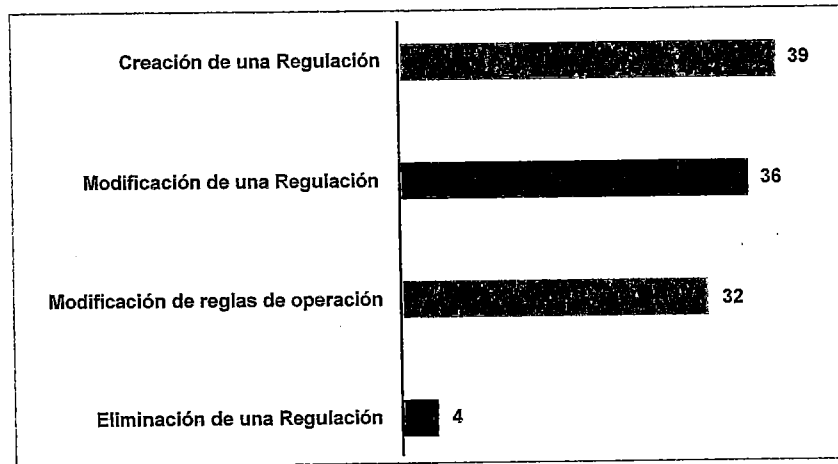 Creación de una Regulación 39
Modificación de una Regulación 36
Modificación de reglas de operación 32
Eliminación de una Regulación 4